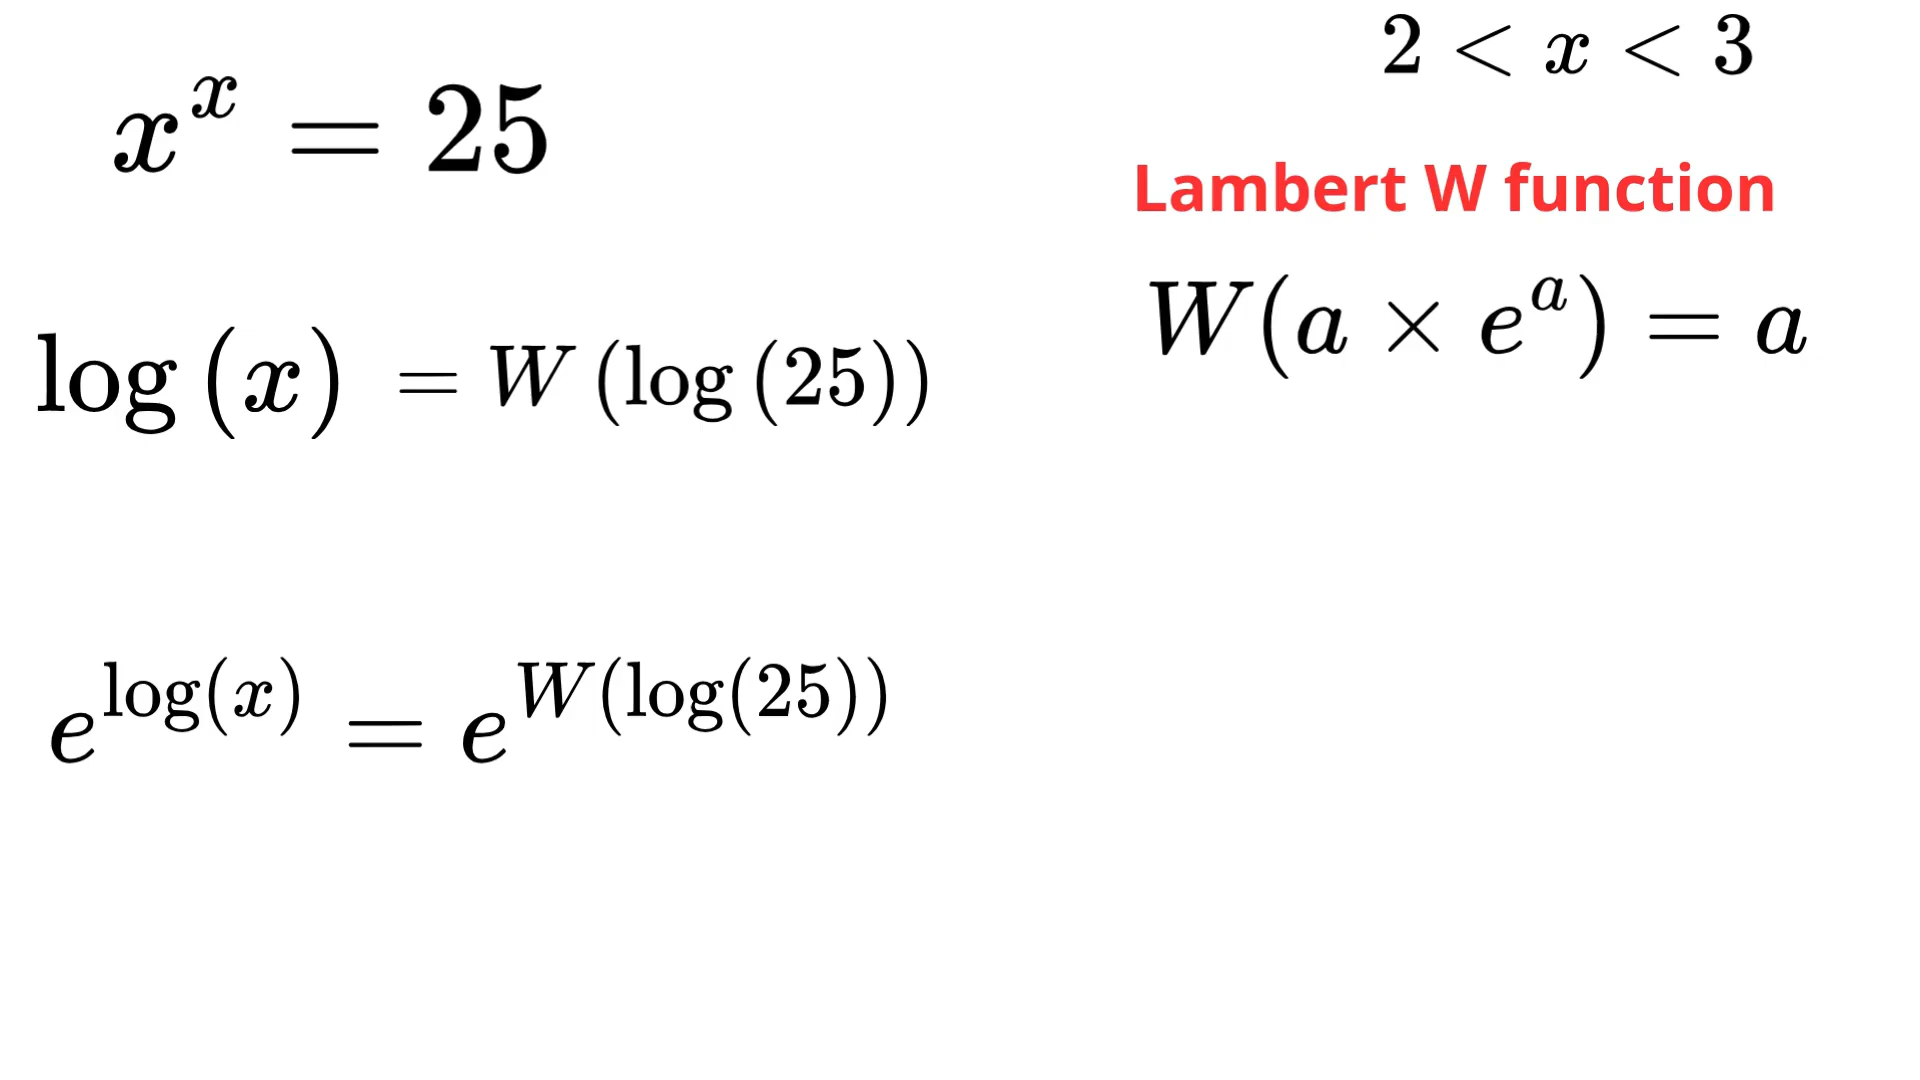 x^x = 25
2 < x < 3
Lambert W function
W(a × e^a) = a
log (x) = W (log (25))
e^{log(x)} = e^{W(log(25))}